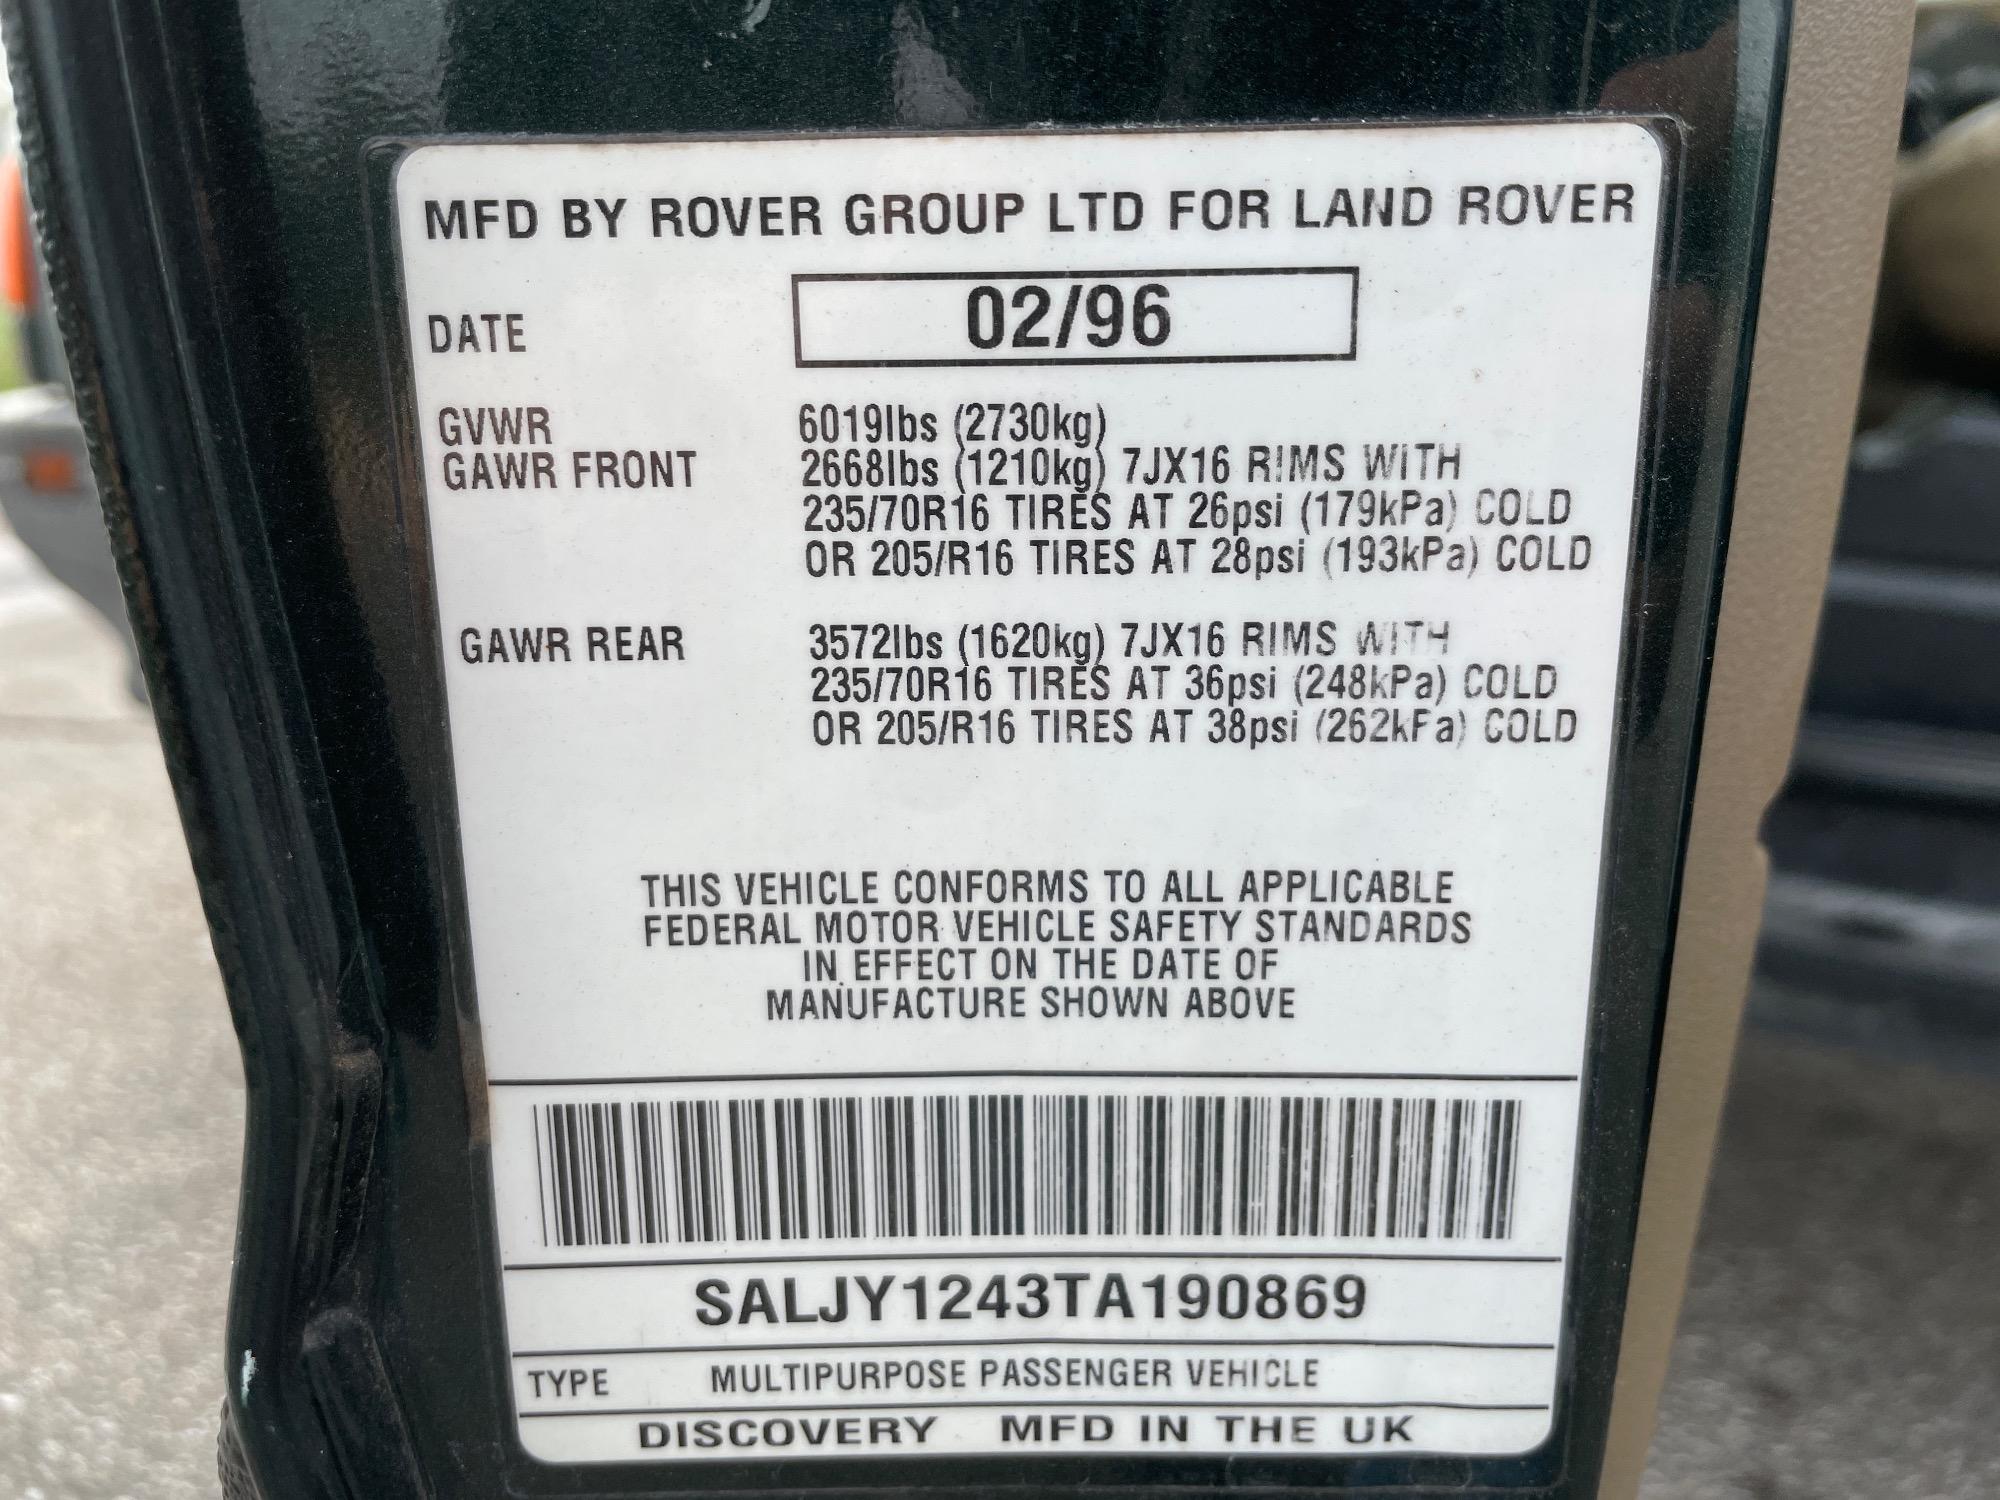 MFD BY ROVER GROUP LTD FOR LAND ROVER
DATE 02/96
GVWR 6019lbs (2730kg)
GAWR FRONT 2668lbs (1210kg) 7JX16 RIMS WITH
235/70R16 TIRES AT 26psi (179kPa) COLD
OR 205/R16 TIRES AT 28psi (193kPa) COLD
GAWR REAR 3572lbs (1620kg) 7JX16 RIMS WITH
235/70R16 TIRES AT 36psi (248kPa) COLD
OR 205/R16 TIRES AT 38psi (262kPa) COLD
THIS VEHICLE CONFORMS TO ALL APPLICABLE
FEDERAL MOTOR VEHICLE SAFETY STANDARDS
IN EFFECT ON THE DATE OF
MANUFACTURE SHOWN ABOVE
SALJY1243TA190869
TYPE MULTIPURPOSE PASSENGER VEHICLE
DISCOVERY MFD IN THE UK